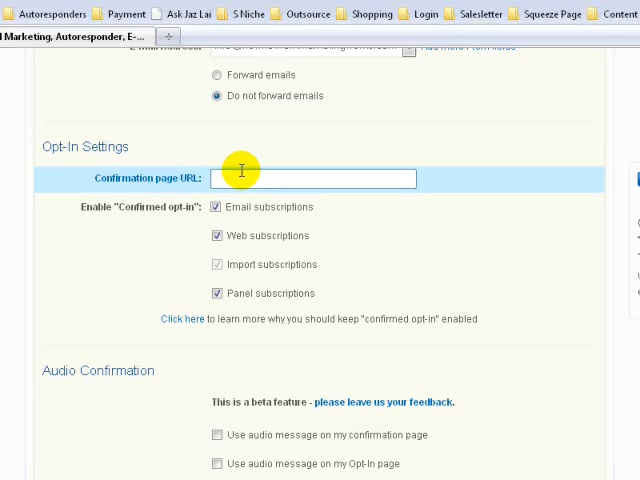 Autoresponders Payment Ask Jaz Lai S Niche Outsource Shopping Login Salesletter Squeeze Page Content
l Marketing, Autoresponder, E-...
Forward emails
Do not forward emails
Opt-In Settings
Confirmation page URL:
Enable "Confirmed opt-in": Email subscriptions
Web subscriptions
Import subscriptions
Panel subscriptions
Click here to learn more why you should keep "confirmed opt-in" enabled
Audio Confirmation
This is a beta feature - please leave us your feedback.
Use audio message on my confirmation page
Use audio message on my Opt-In page